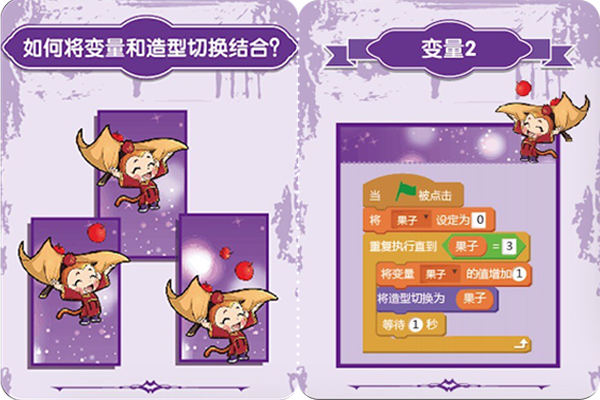 如何将变量和造型切换结合?
变量2
当 被点击
将 果子 设定为 0
重复执行直到 果子 = 3
将变量 果子 的值增加 1
将造型切换为 果子
等待 1 秒